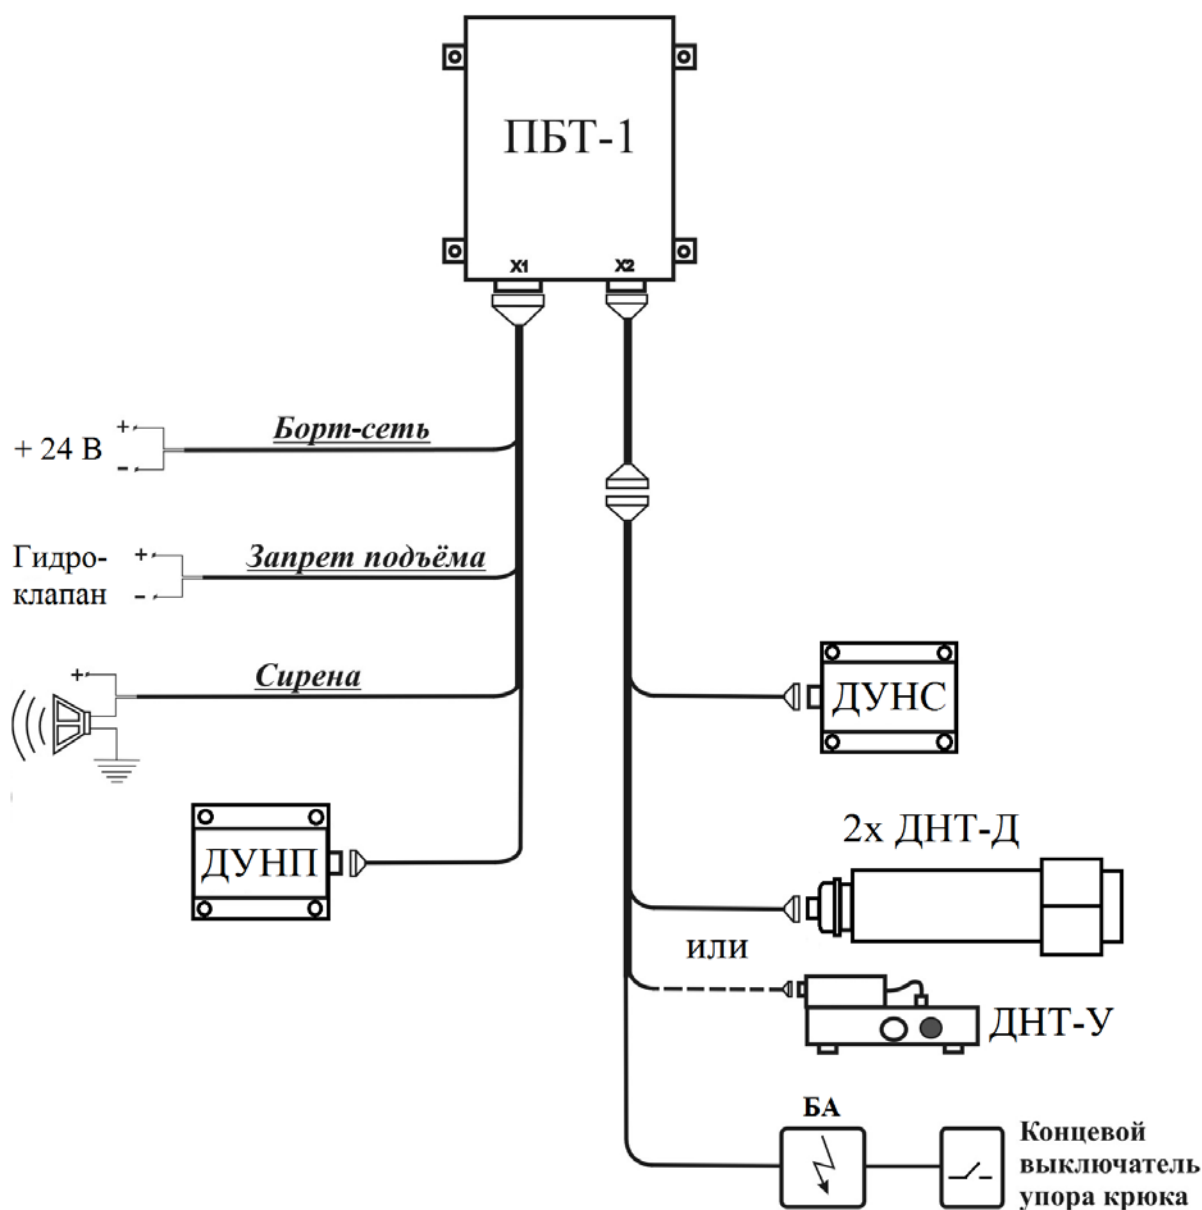 ПБТ-1
X1
X2
Борт-сеть
+
+ 24 В
-
Гидро-
клапан
+
-
Запрет подъёма
Сирена
+
ДУНС
ДУНП
2х ДНТ-Д
или
ДНТ-У
БА
Концевой
выключатель
упора крюка